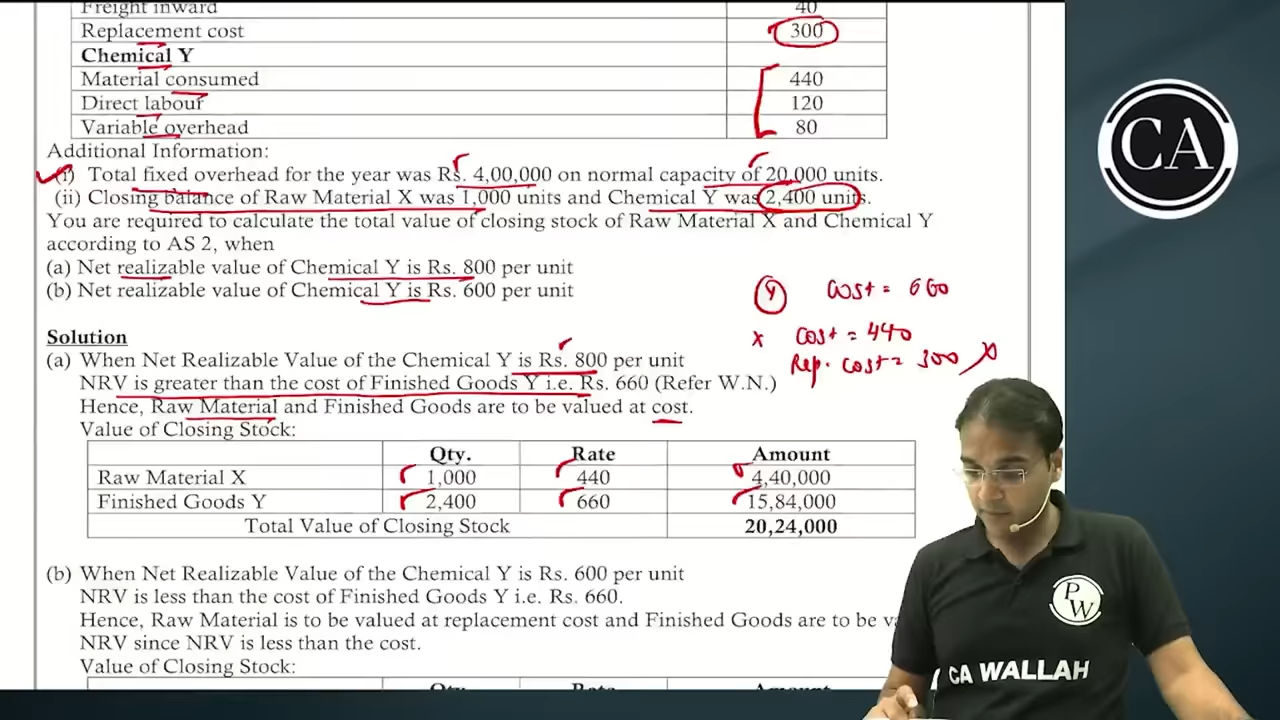 Freight inward 40
Replacement cost 300
Chemical Y
Material consumed 440
Direct labour 120
Variable overhead 80
Additional Information:
(i) Total fixed overhead for the year was Rs. 4,00,000 on normal capacity of 20,000 units.
(ii) Closing balance of Raw Material X was 1,000 units and Chemical Y was 2,400 units.
You are required to calculate the total value of closing stock of Raw Material X and Chemical Y
according to AS 2, when
(a) Net realizable value of Chemical Y is Rs. 800 per unit
(b) Net realizable value of Chemical Y is Rs. 600 per unit
Y cost = 660
X cost = 440
Rep. cost = 300 X
Solution
(a) When Net Realizable Value of the Chemical Y is Rs. 800 per unit
NRV is greater than the cost of Finished Goods Y i.e. Rs. 660 (Refer W.N.)
Hence, Raw Material and Finished Goods are to be valued at cost.
Value of Closing Stock:
Qty. Rate Amount
Raw Material X 1,000 440 4,40,000
Finished Goods Y 2,400 660 15,84,000
Total Value of Closing Stock 20,24,000
(b) When Net Realizable Value of the Chemical Y is Rs. 600 per unit
NRV is less than the cost of Finished Goods Y i.e. Rs. 660.
Hence, Raw Material is to be valued at replacement cost and Finished Goods are to be
NRV since NRV is less than the cost.
Value of Closing Stock:
Qty Rate Amount
CA
PW
CA WALLAH